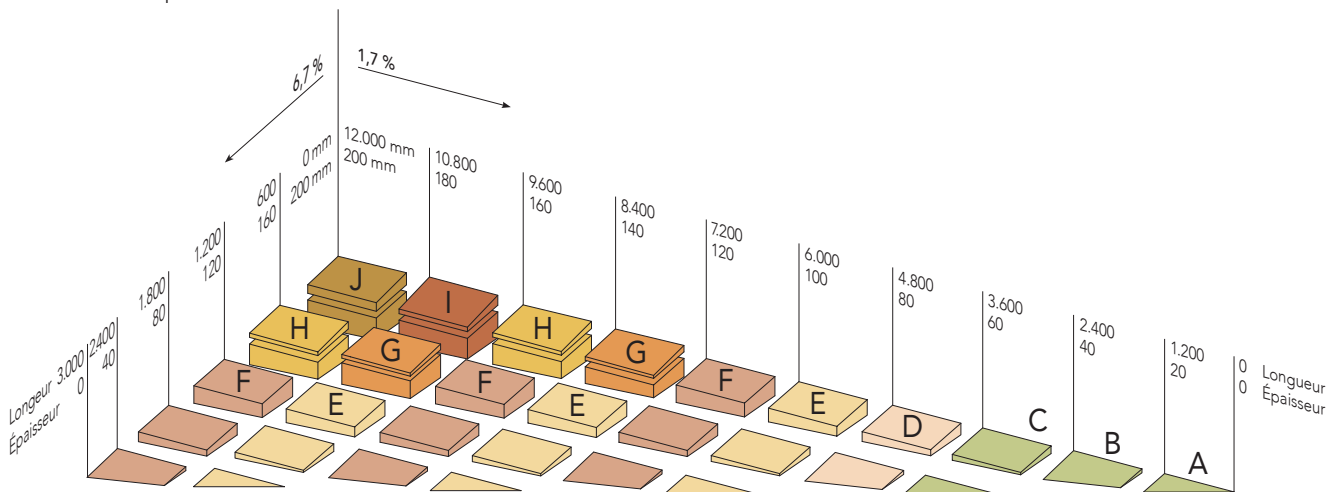 6,7 %
1,7 %
0 mm
200 mm
12.000 mm
200 mm
10.800
180
9.600
160
8.400
140
7.200
120
6.000
100
4.800
80
3.600
60
2.400
40
1.200
20
0
0
Longueur
Épaisseur
600
160
1.200
120
1.800
80
2.400
40
Longeur 3.000
Épaisseur 0
J
I
H
H
G
G
F
F
F
E
E
E
D
C
B
A